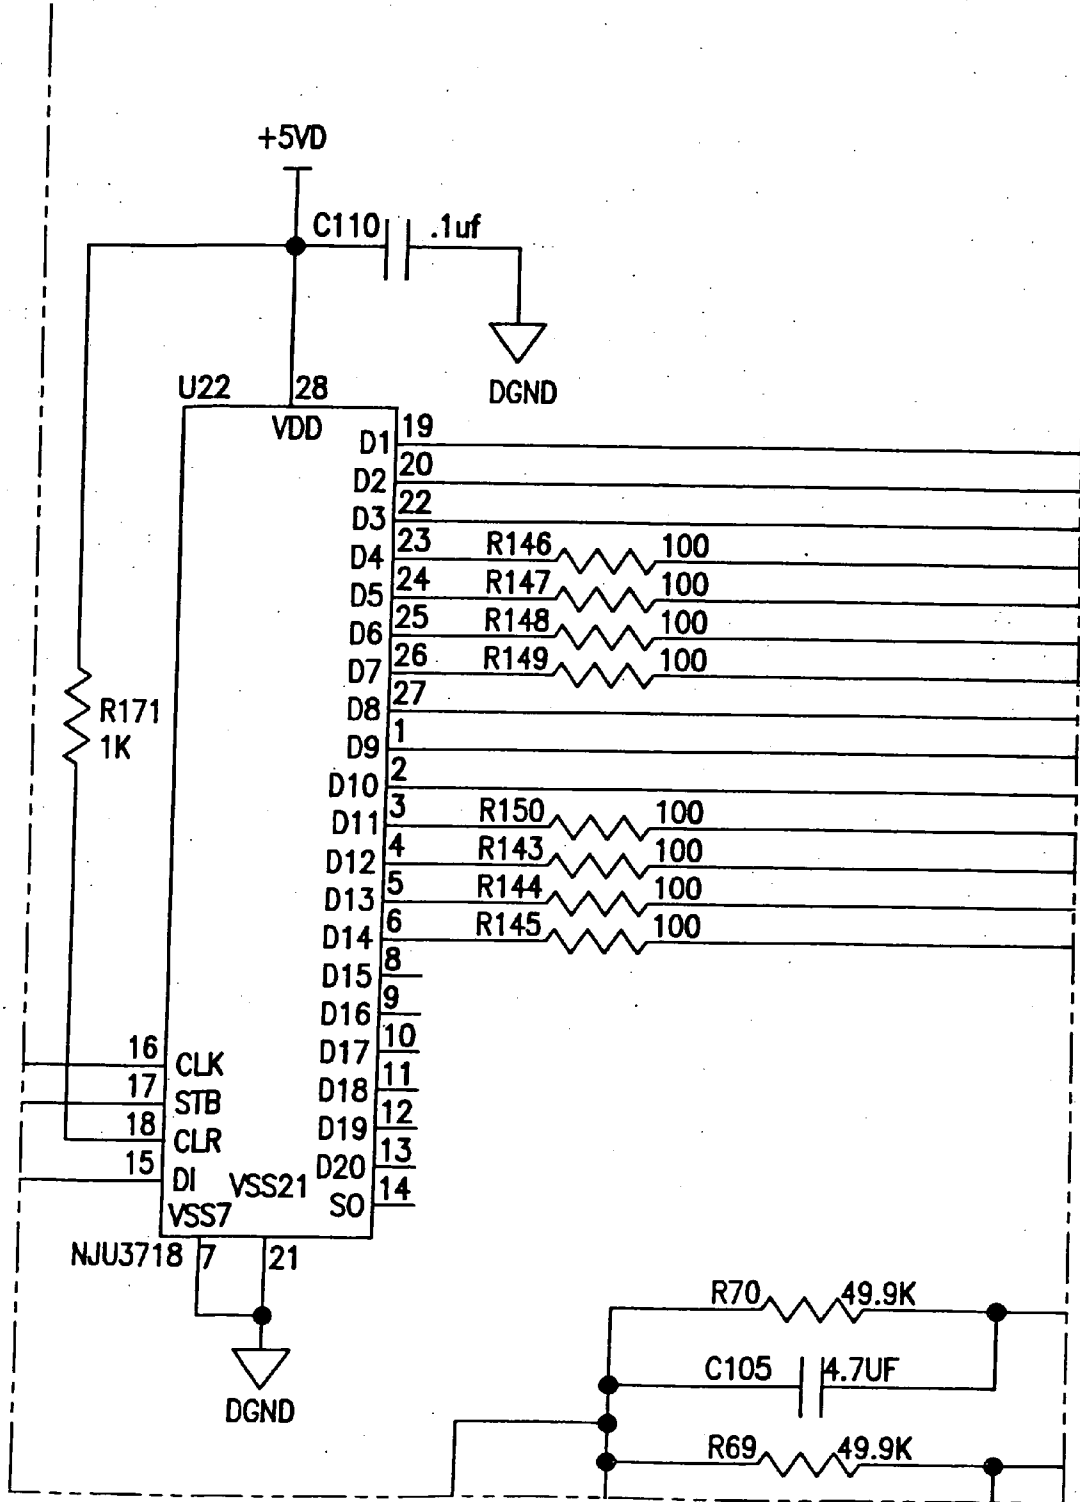 +5VD
C110 .1uf
DGND
U22 28
VDD
D1 19
D2 20
D3 22
D4 23 R146 100
D5 24 R147 100
D6 25 R148 100
D7 26 R149 100
D8 27
R171
1K
D9 1
D10 2
D11 3 R150 100
D12 4 R143 100
D13 5 R144 100
D14 6 R145 100
D15 8
D16 9
D17 10
D18 11
D19 12
D20 13
SO 14
16 CLK
17 STB
18 CLR
15 DI
VSS21
VSS7
NJU3718 7 21
DGND
R70 49.9K
C105 4.7UF
R69 49.9K